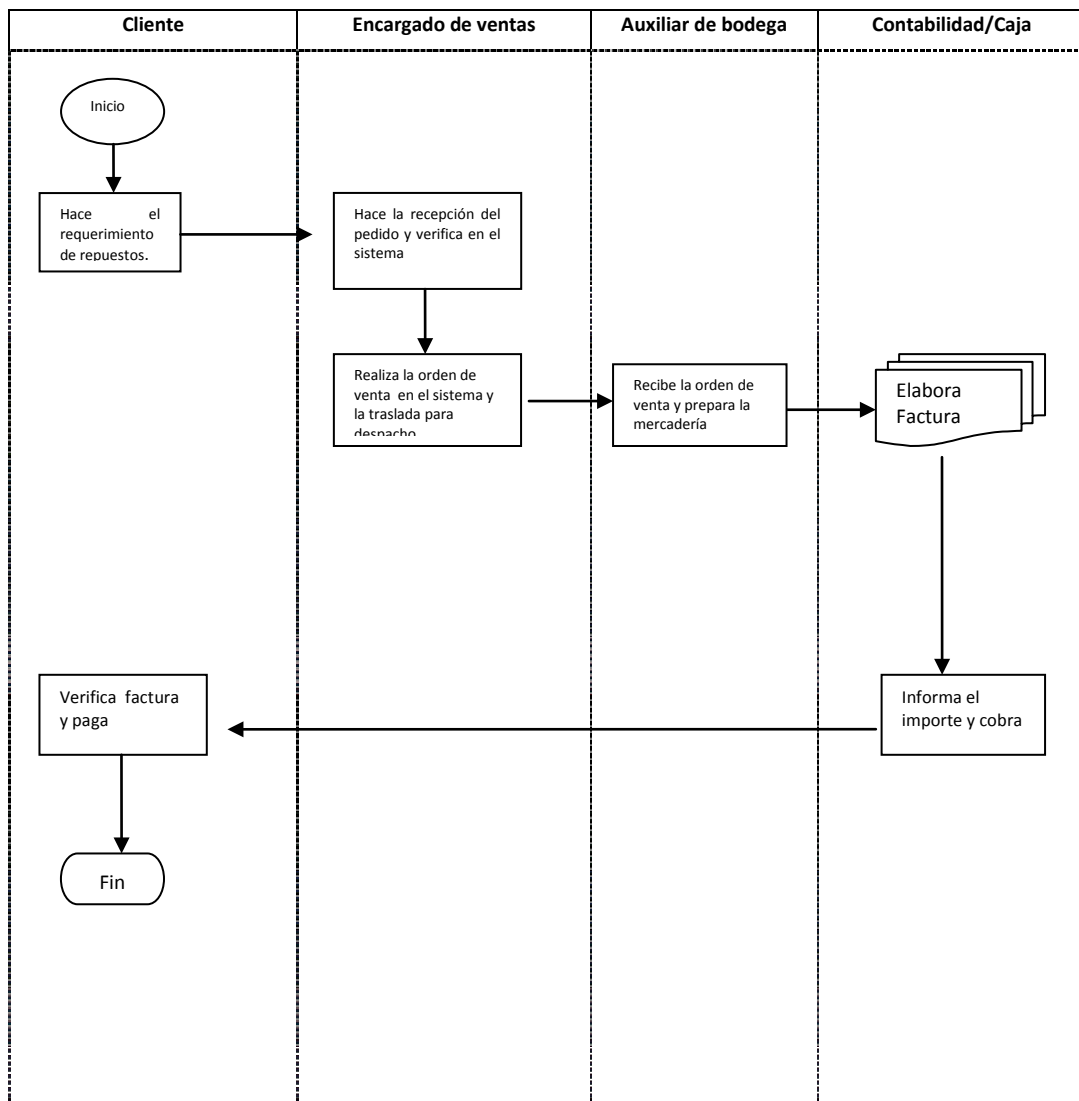 Cliente Encargado de ventas Auxiliar de bodega Contabilidad/Caja
Inicio
Hace el
requerimiento
de repuestos.
Hace la recepción del
pedido y verifica en el
sistema
Realiza la orden de
venta en el sistema y
la traslada para
despacho
Recibe la orden de
venta y prepara la
mercadería
Elabora
Factura
Informa el
importe y cobra
Verifica factura
y paga
Fin